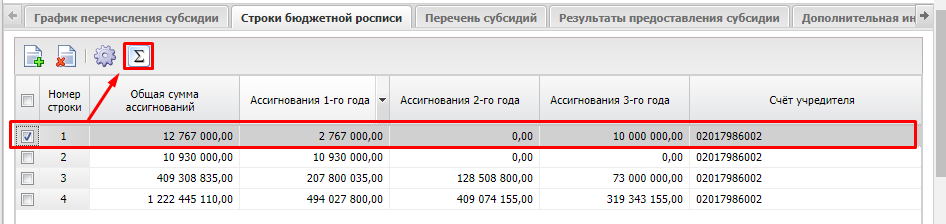 График перечисления субсидии Строки бюджетной росписи Перечень субсидий Результаты предоставления субсидии Дополнительная ин
Σ
Номер строки Общая сумма ассигнований Ассигнования 1-го года Ассигнования 2-го года Ассигнования 3-го года Счёт учредителя
1 12 767 000,00 2 767 000,00 0,00 10 000 000,00 02017986002
2 10 930 000,00 10 930 000,00 0,00 0,00 02017986002
3 409 308 835,00 207 800 035,00 128 508 800,00 73 000 000,00 02017986002
4 1 222 445 110,00 494 027 800,00 409 074 155,00 319 343 155,00 02017986002